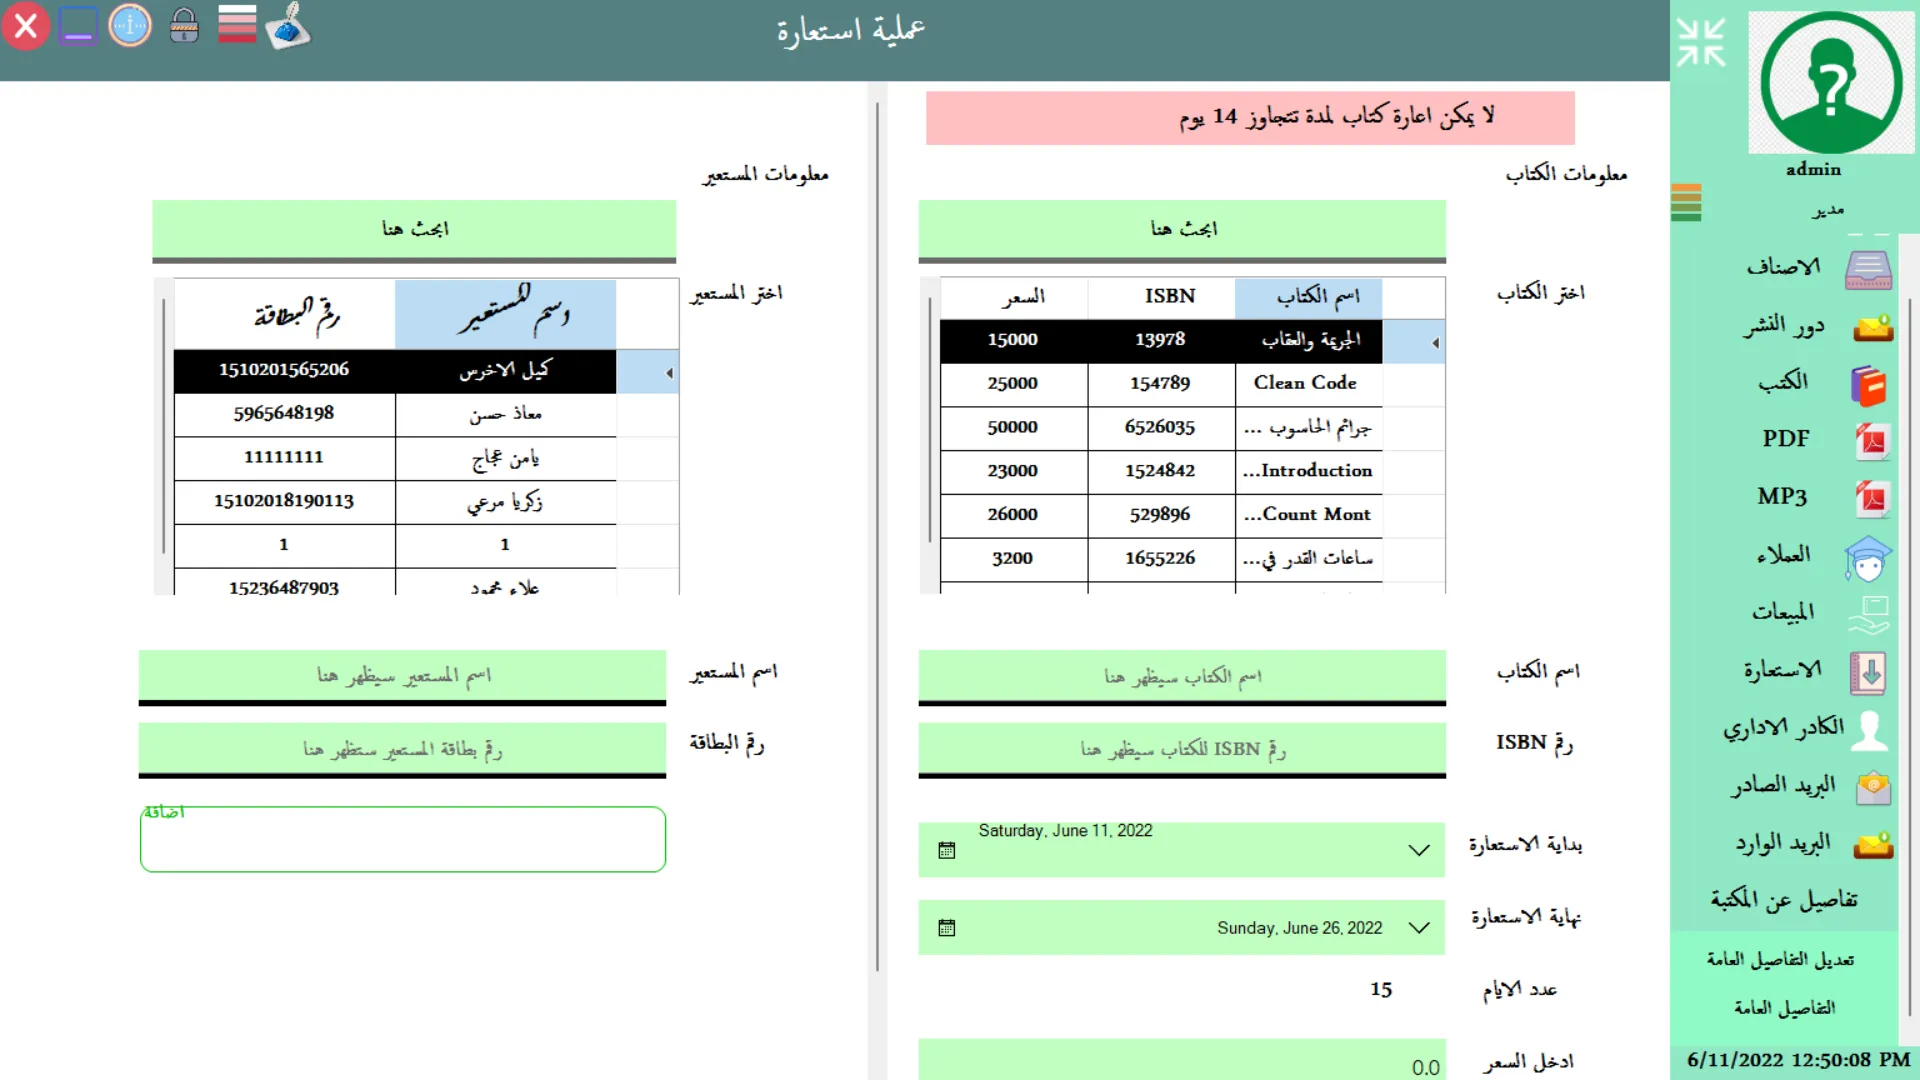 عملية استعارة
admin
مدير
الاصناف
دور النشر
الكتب
PDF
MP3
العملاء
المبيعات
الاستعارة
الكادر الاداري
البريد الصادر
البريد الوارد
تفاصيل عن المكتبة
تعديل التفاصيل العامة
التفاصيل العامة
6/11/2022 12:50:08 PM
لا يمكن اعارة كتاب لمدة تتجاوز 14 يوم
معلومات الكتاب
ابحث هنا
اختر الكتاب
اسم الكتاب ISBN السعر
الجريمة والعقاب 13978 15000
Clean Code 154789 25000
جرائم الحاسوب ... 6526035 50000
Introduction... 1524842 23000
Count Mont... 529896 26000
ساعات القدر في... 1655226 3200
اسم الكتاب اسم الكتاب سيظهر هنا
رقم ISBN رقم ISBN للكتاب سيظهر هنا
بداية الاستعارة Saturday, June 11, 2022
نهاية الاستعارة Sunday, June 26, 2022
عدد الايام 15
ادخل السعر 0.0
معلومات المستعير
ابحث هنا
اختر المستعير
اسم المستعير رقم البطاقة
كميل الاخرس 1510201565206
معاذ حسن 5965648198
يامن عجاج 11111111
زكريا مرعي 15102018190113
1 1
علاء محمود 15236487903
اسم المستعير اسم المستعير سيظهر هنا
رقم البطاقة رقم بطاقة المستعير ستظهر هنا
اضافة